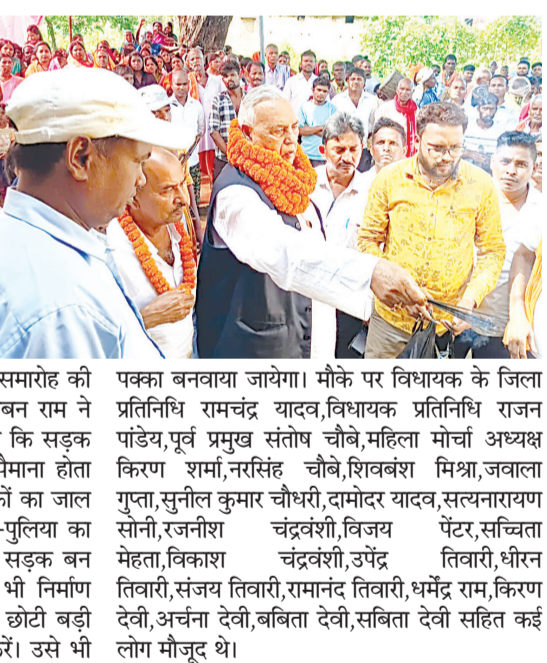 समारोह की
बन राम ने
कि सड़क
पैमाना होता
का जाल
-पुलिया का
सड़क बन
भी निर्माण
छोटी बड़ी
उसे भी
पक्का बनवाया जायेगा। मौके पर विधायक के जिला
प्रतिनिधि रामचंद्र यादव,विधायक प्रतिनिधि राजन
पांडेय,पूर्व प्रमुख संतोष चौबे,महिला मोर्चा अध्यक्ष
किरण शर्मा,नरसिंह चौबे,शिवबंश मिश्रा,जवाला
गुप्ता,सुनील कुमार चौधरी,दामोदर यादव,सत्यनारायण
सोनी,रजनीश चंद्रवंशी,विजय पेंटर,सच्चिता
मेहता,विकाश चंद्रवंशी,उपेंद्र तिवारी,धीरन
तिवारी,संजय तिवारी,रामानंद तिवारी,धर्मेंद्र राम,किरण
देवी,अर्चना देवी,बबिता देवी,सबिता देवी सहित कई
लोग मौजूद थे।